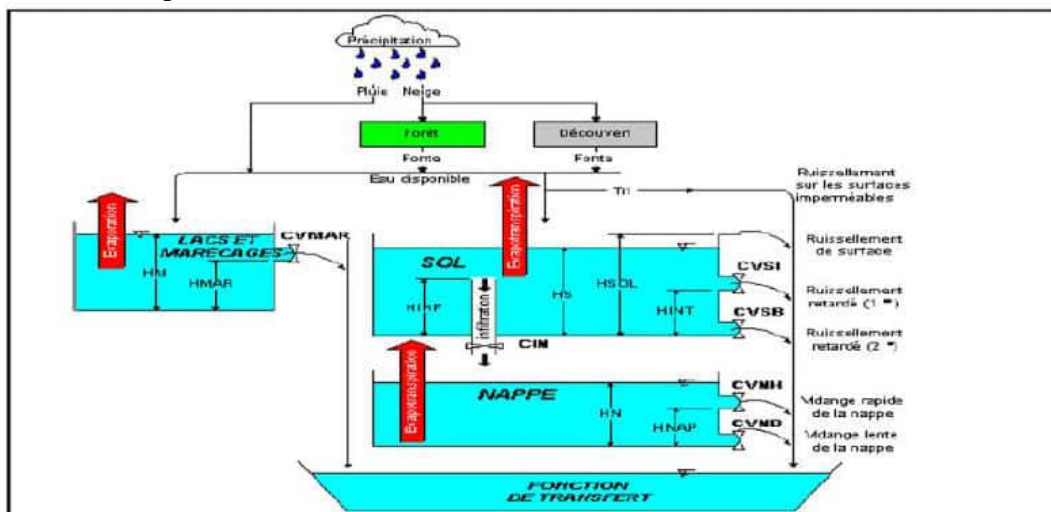 Précipitation
Pluie Neige
Forêt
Découvert
Fonte
Fonte
Eau disponible
Tri
Ruissellement
sur les surfaces
imperméables
Evaporation
LACS ET
MARECAGES
CVMAR
HM
HMAR
Evapotranspiration
SOL
HINF
Infiltration
CIN
HS
HSOL
HINT
CVSI
CVSB
Ruissellement
de surface
Ruissellement
retardé (1
Ruissellement
retardé (2
Evapotranspiration
NAPPE
HN
HNAP
CVNH
CVNB
Vidange rapide
de la nappe
Vidange lente
de la nappe
FONCTION
DE TRANSFERT